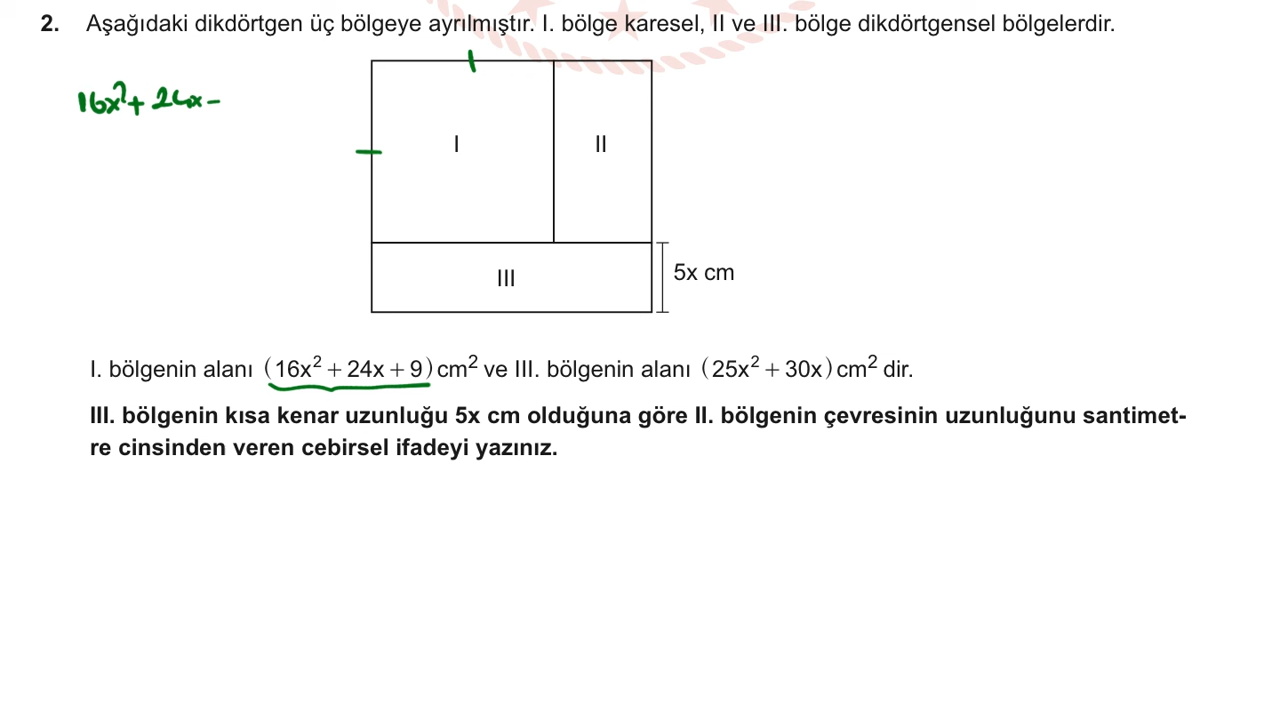 2. Aşağıdaki dikdörtgen üç bölgeye ayrılmıştır. I. bölge karesel, II ve III. bölge dikdörtgensel bölgelerdir.
16x² + 24x -
I
II
III
5x cm
I. bölgenin alanı (16x² + 24x + 9) cm² ve III. bölgenin alanı (25x² + 30x) cm² dir.
III. bölgenin kısa kenar uzunluğu 5x cm olduğuna göre II. bölgenin çevresinin uzunluğunu santimet-
re cinsinden veren cebirsel ifadeyi yazınız.